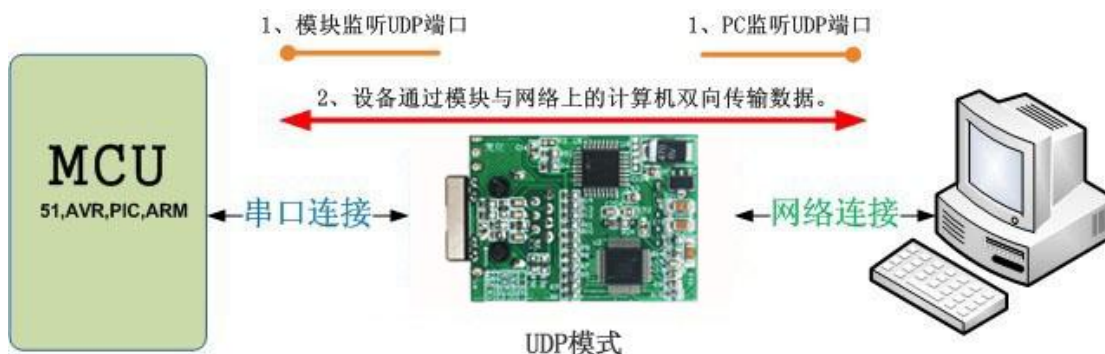 1、模块监听UDP端口
1、PC监听UDP端口
2、设备通过模块与网络上的计算机双向传输数据。
MCU
51,AVR,PIC,ARM
串口连接
网络连接
UDP模式